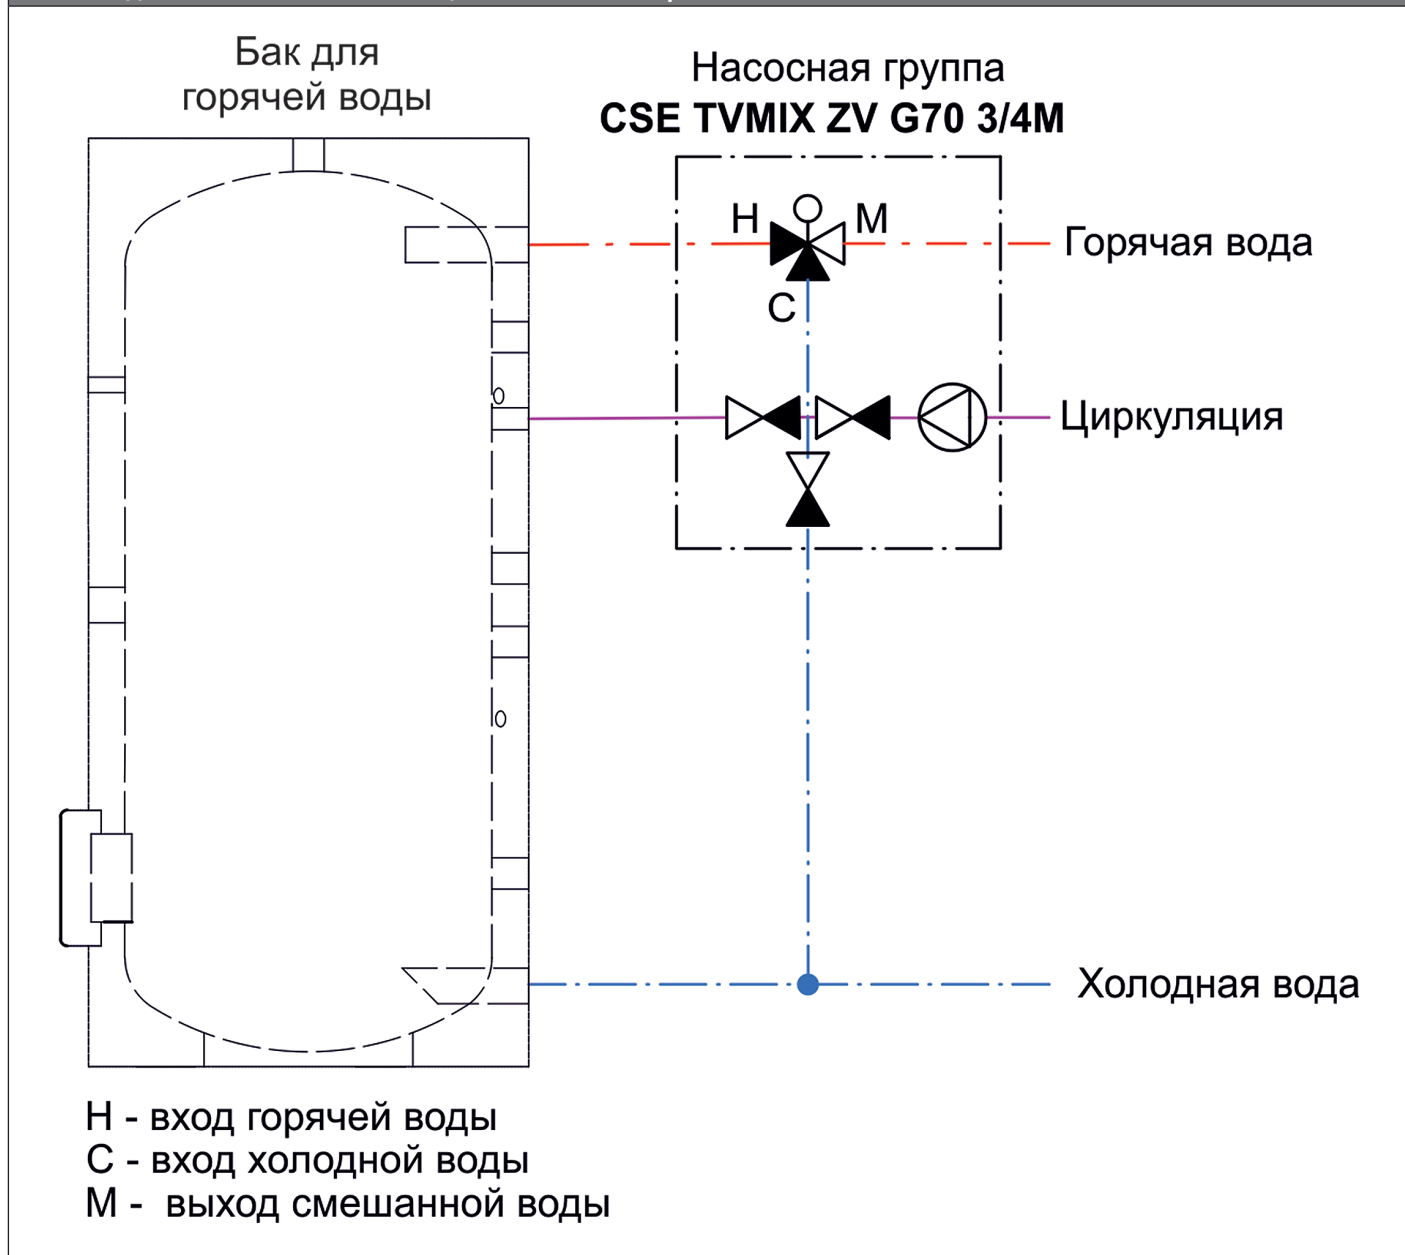 Бак для
горячей воды
Насосная группа
CSE TVMIX ZV G70 3/4M
H
M
Горячая вода
C
Циркуляция
Холодная вода
H - вход горячей воды
C - вход холодной воды
M - выход смешанной воды